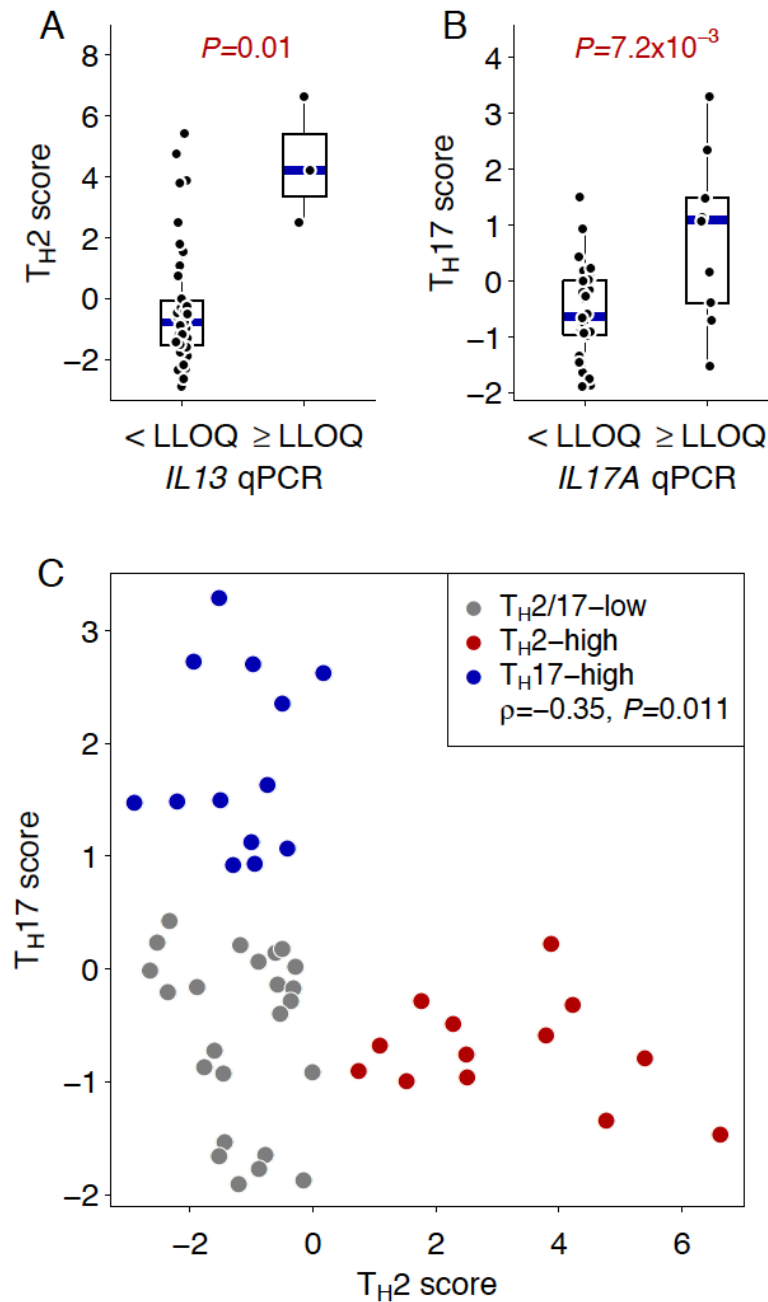 A
P=0.01
8
6
4
2
0
−2
TH2 score
< LLOQ ≥ LLOQ
IL13 qPCR
B
P=7.2x10−3
4
3
2
1
0
−1
−2
TH17 score
< LLOQ ≥ LLOQ
IL17A qPCR
C
TH2/17−low
TH2−high
TH17−high
ρ=−0.35, P=0.011
3
2
1
0
−1
−2
TH17 score
−2 0 2 4 6
TH2 score